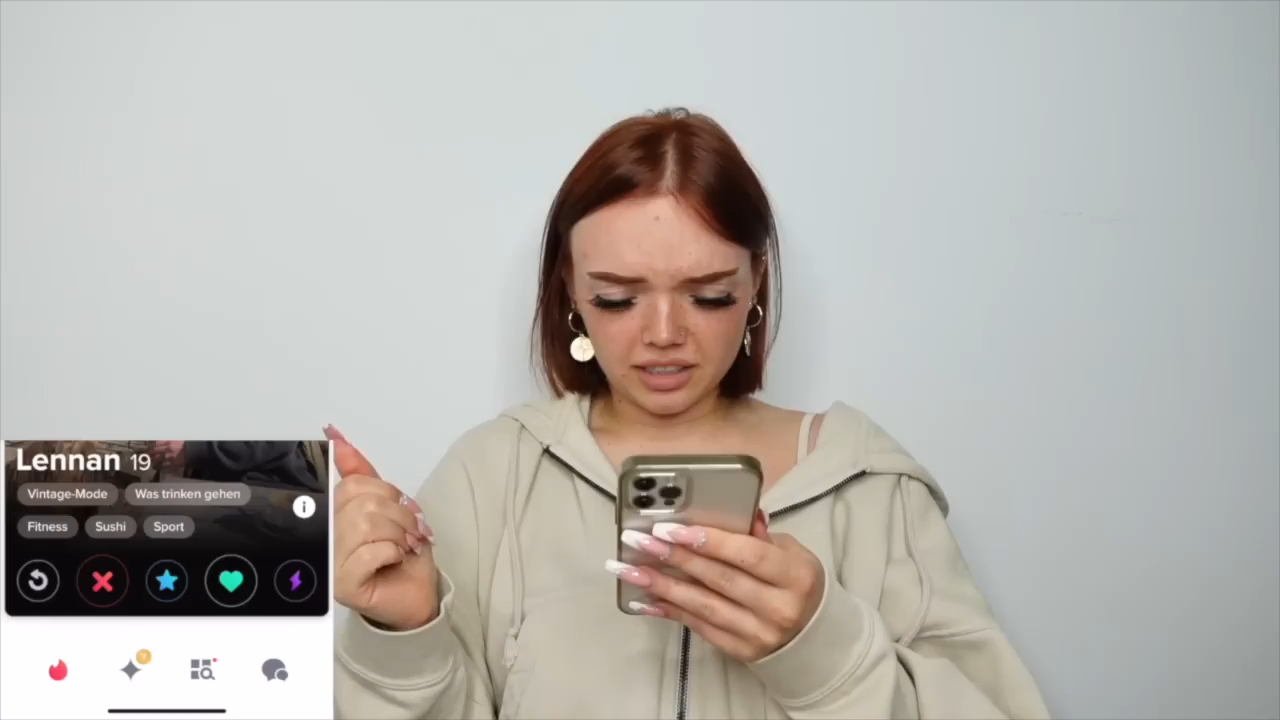 Lennan 19
Vintage-Mode Was trinken gehen
Fitness Sushi Sport